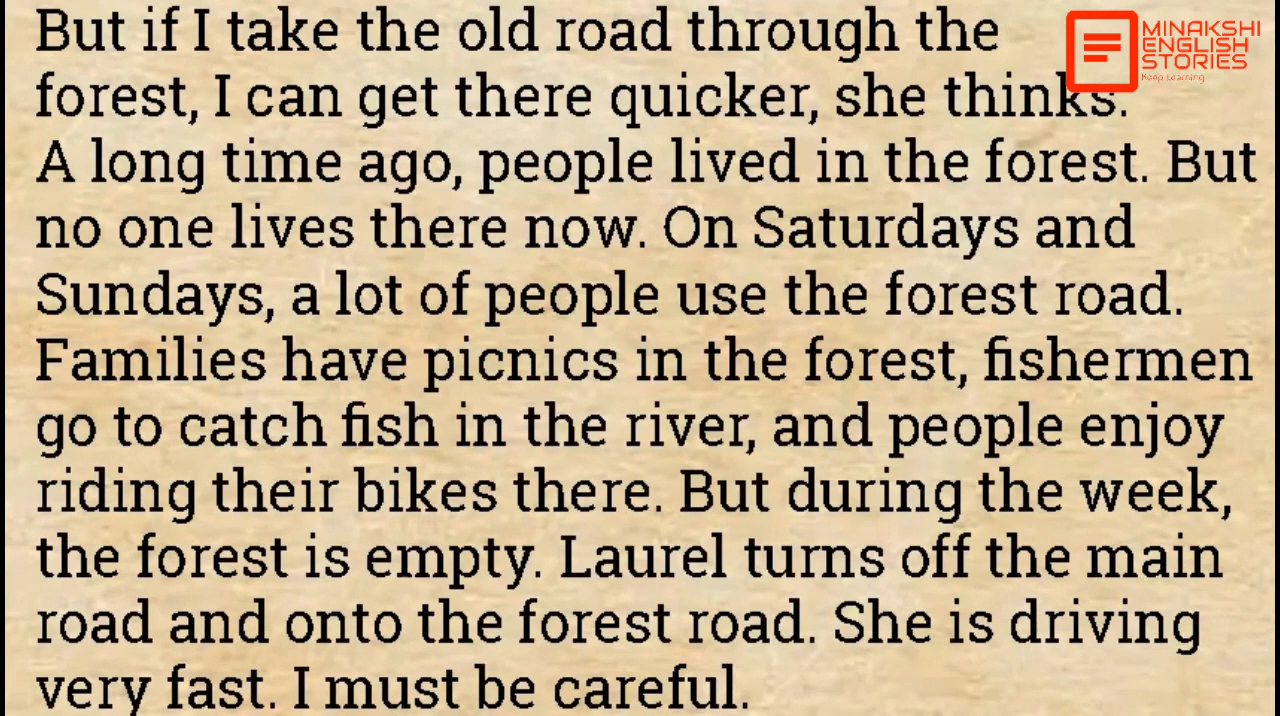 But if I take the old road through the
forest, I can get there quicker, she thinks.
A long time ago, people lived in the forest. But
no one lives there now. On Saturdays and
Sundays, a lot of people use the forest road.
Families have picnics in the forest, fishermen
go to catch fish in the river, and people enjoy
riding their bikes there. But during the week,
the forest is empty. Laurel turns off the main
road and onto the forest road. She is driving
very fast. I must be careful.
MINAKSHI
ENGLISH
STORIES
Keep Learning